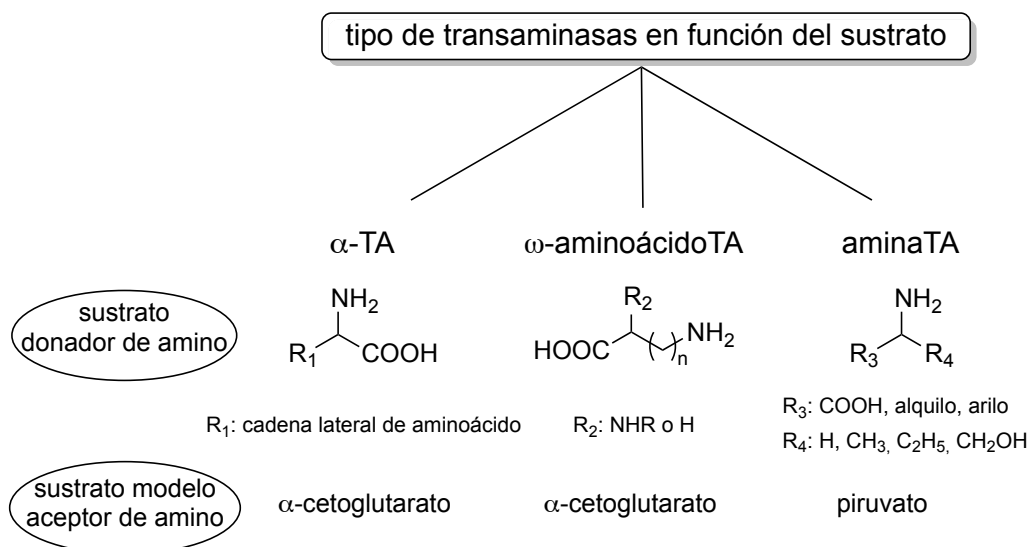 tipo de transaminasas en función del sustrato
α-TA
ω-aminoácidoTA
aminaTA
sustrato
donador de amino
NH2
R1
COOH
R2
HOOC
NH2
n
NH2
R3
R4
R1: cadena lateral de aminoácido
R2: NHR o H
R3: COOH, alquilo, arilo
R4: H, CH3, C2H5, CH2OH
sustrato modelo
aceptor de amino
α-cetoglutarato
α-cetoglutarato
piruvato